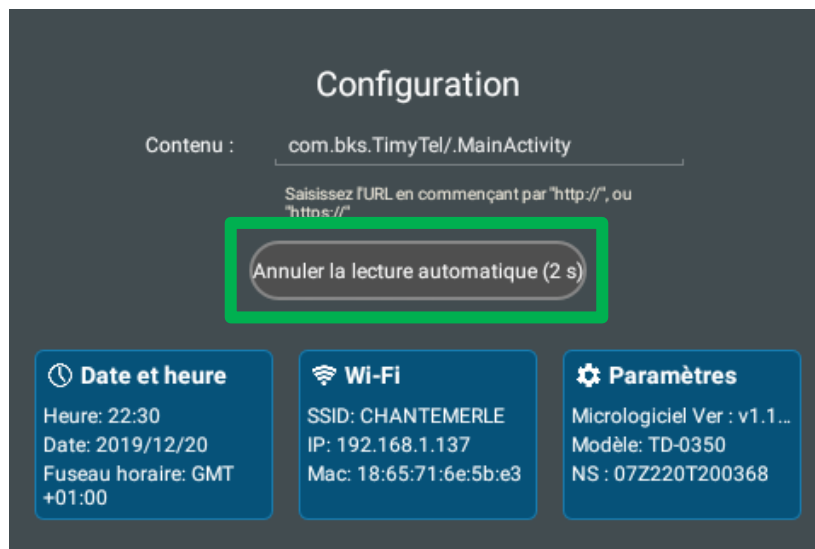 Configuration
Contenu :
com.bks.TimyTel/.MainActivity
Saisissez l'URL en commençant par "http://", ou
"https://"
Annuler la lecture automatique (2 s)
Date et heure
Heure: 22:30
Date: 2019/12/20
Fuseau horaire: GMT
+01:00
Wi-Fi
SSID: CHANTEMERLE
IP: 192.168.1.137
Mac: 18:65:71:6e:5b:e3
Paramètres
Micrologiciel Ver : v1.1...
Modèle: TD-0350
NS : 07Z220T200368